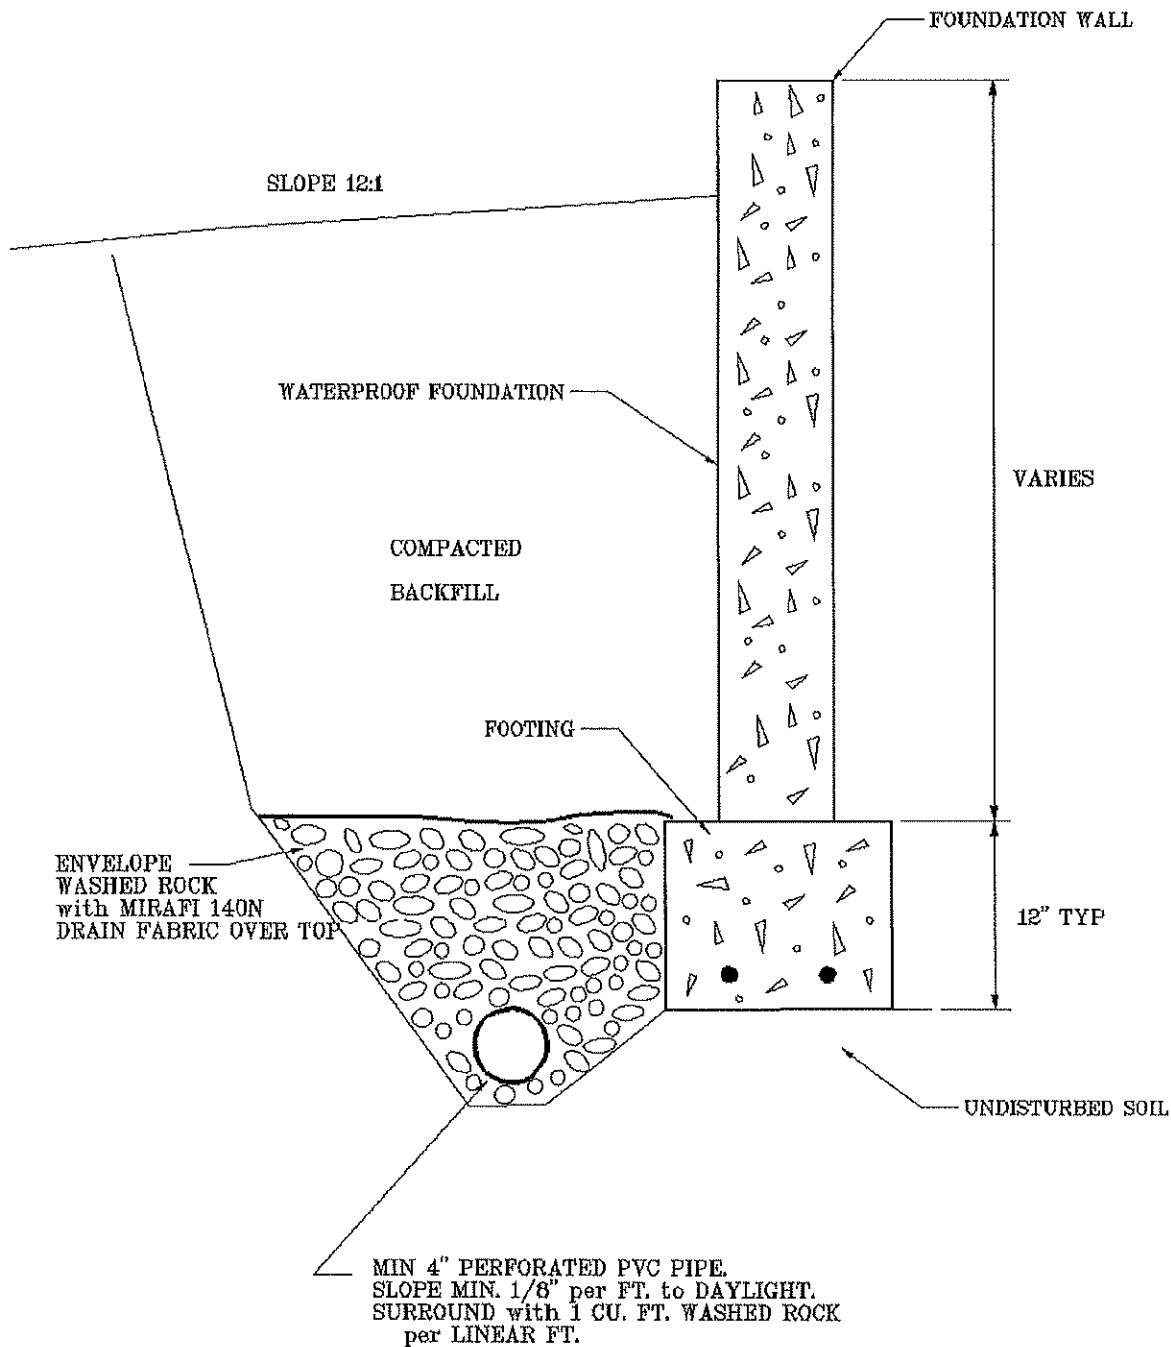 FOUNDATION WALL
SLOPE 12:1
WATERPROOF FOUNDATION
VARIES
COMPACTED
BACKFILL
FOOTING
ENVELOPE
WASHED ROCK
with MIRAFI 140N
DRAIN FABRIC OVER TOP
12" TYP
UNDISTURBED SOIL
MIN 4" PERFORATED PVC PIPE.
SLOPE MIN. 1/8" per FT. to DAYLIGHT.
SURROUND with 1 CU. FT. WASHED ROCK
per LINEAR FT.